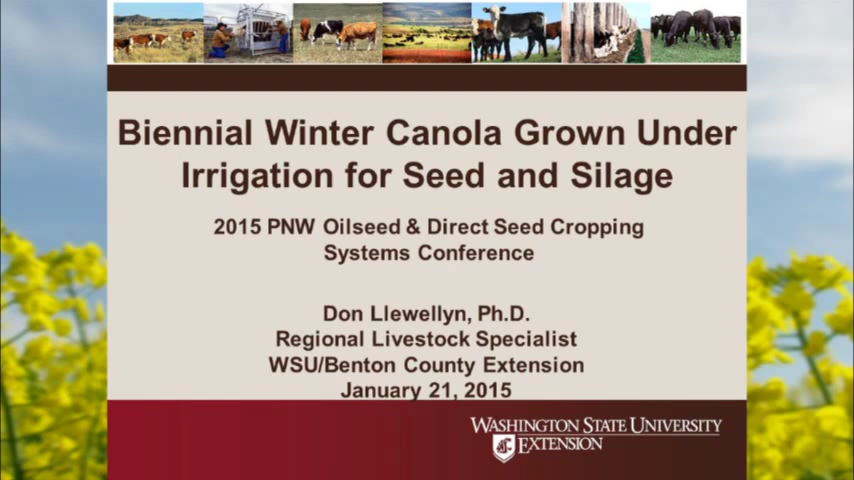 Biennial Winter Canola Grown Under
Irrigation for Seed and Silage
2015 PNW Oilseed & Direct Seed Cropping
Systems Conference
Don Llewellyn, Ph.D.
Regional Livestock Specialist
WSU/Benton County Extension
January 21, 2015
WASHINGTON STATE UNIVERSITY
EXTENSION